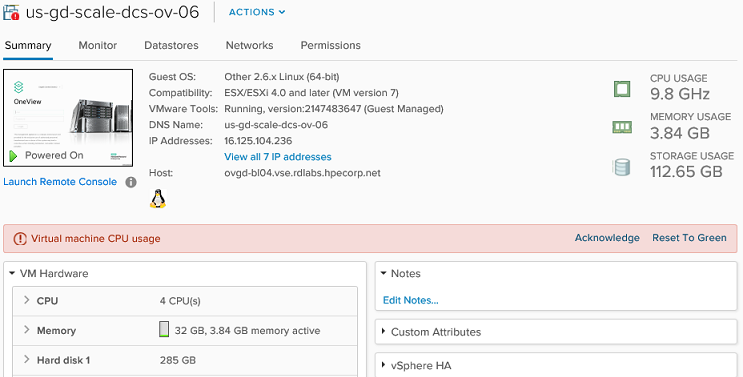 us-gd-scale-dcs-ov-06
ACTIONS
Summary Monitor Datastores Networks Permissions
OneView
Powered On
Launch Remote Console
Guest OS: Other 2.6.x Linux (64-bit)
Compatibility: ESX/ESXi 4.0 and later (VM version 7)
VMware Tools: Running, version:2147483647 (Guest Managed)
DNS Name: us-gd-scale-dcs-ov-06
IP Addresses: 16.125.104.236
View all 7 IP addresses
Host: ovgd-bl04.vse.rdlabs.hpecorp.net
CPU USAGE
9.8 GHz
MEMORY USAGE
3.84 GB
STORAGE USAGE
112.65 GB
Virtual machine CPU usage Acknowledge Reset To Green
VM Hardware
CPU 4 CPU(s)
Memory 32 GB, 3.84 GB memory active
Hard disk 1 285 GB
Notes
Edit Notes...
Custom Attributes
vSphere HA